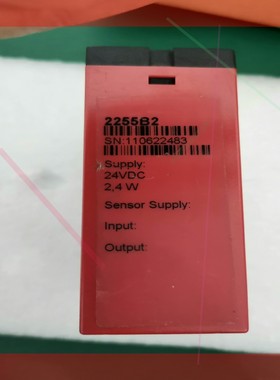 2255B2
SN:110622483
Supply:
24VDC
2,4 W
Sensor Supply:
Input:
Output: